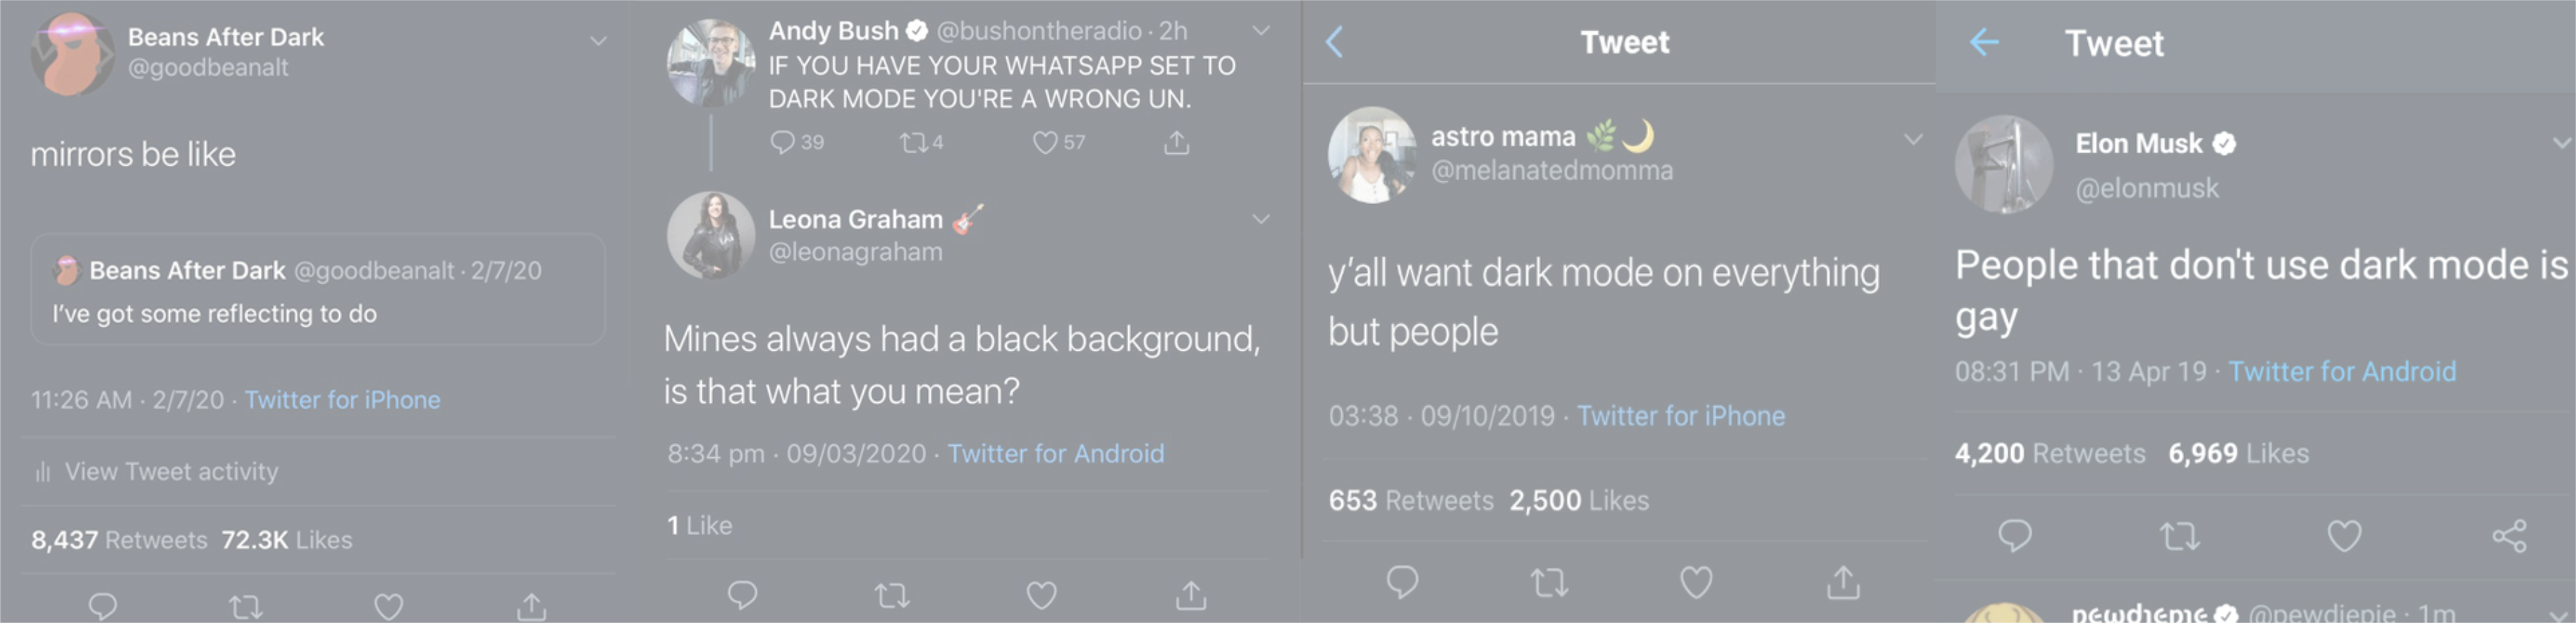 Beans After Dark
@goodbeanalt
mirrors be like
Beans After Dark @goodbeanalt · 2/7/20
I've got some reflecting to do
11:26 AM · 2/7/20 · Twitter for iPhone
View Tweet activity
8,437 Retweets 72.3K Likes
Andy Bush @bushontheradio · 2h
IF YOU HAVE YOUR WHATSAPP SET TO
DARK MODE YOU'RE A WRONG UN.
39 4 57
Leona Graham 🎸
@leonagraham
Mines always had a black background,
is that what you mean?
8:34 pm · 09/03/2020 · Twitter for Android
1 Like
Tweet
astro mama 🌿🌙
@melanatedmomma
y'all want dark mode on everything
but people
03:38 · 09/10/2019 · Twitter for iPhone
653 Retweets 2,500 Likes
Tweet
Elon Musk
@elonmusk
People that don't use dark mode is
gay
08:31 PM · 13 Apr 19 · Twitter for Android
4,200 Retweets 6,969 Likes
ρєω∂ιєριє @pewdiepie · 1m